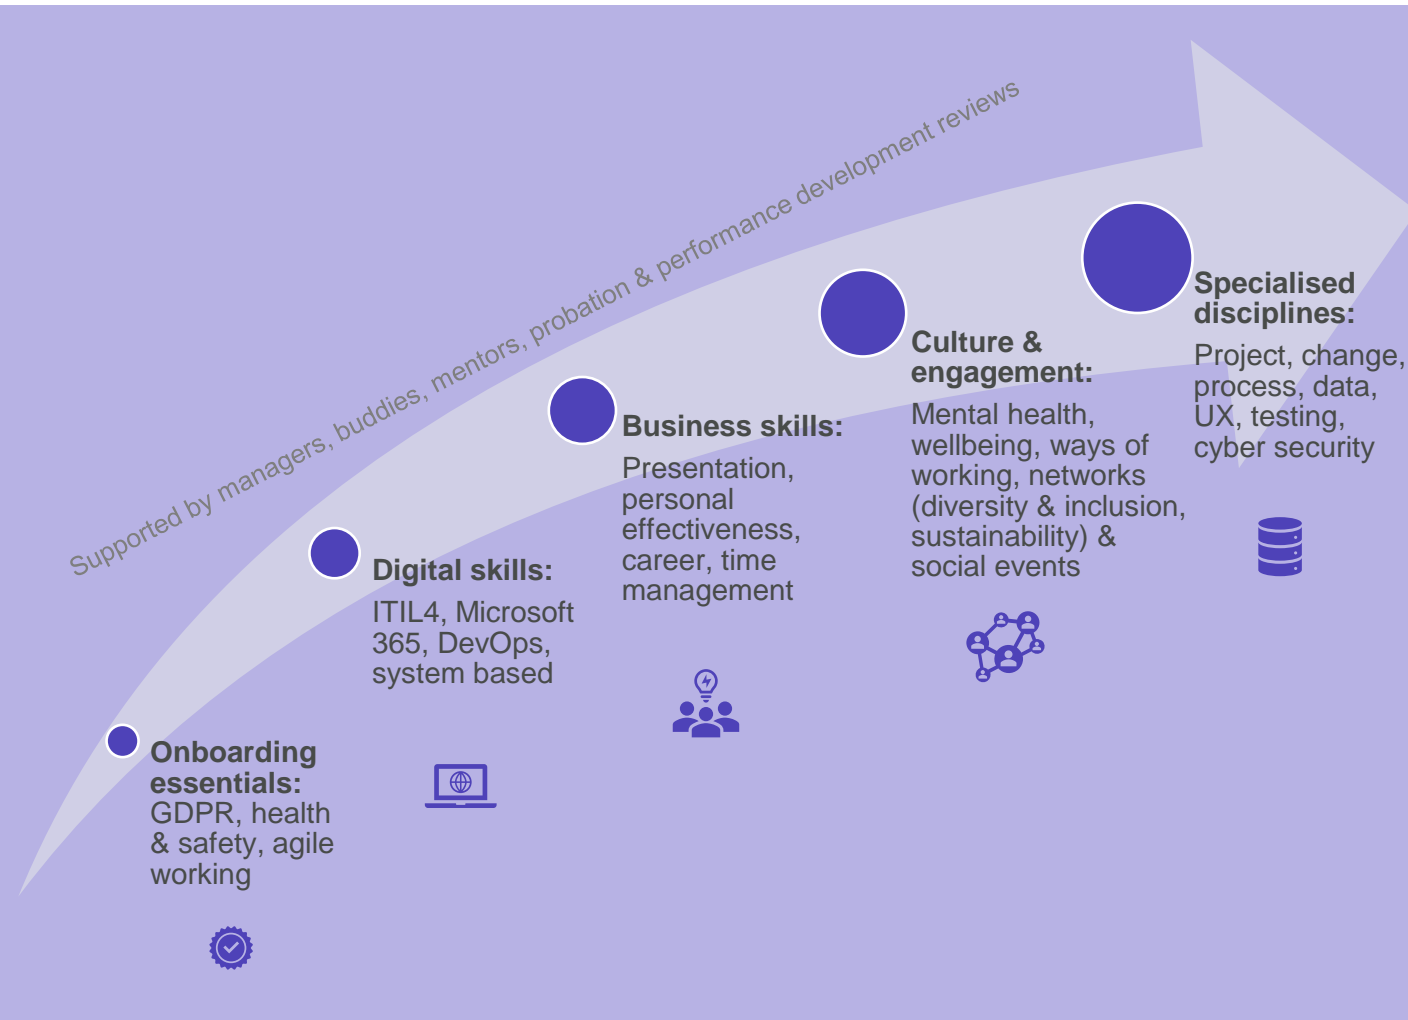 Supported by managers, buddies, mentors, probation & performance development reviews
Onboarding
essentials:
GDPR, health
& safety, agile
working
Digital skills:
ITIL4, Microsoft
365, DevOps,
system based
Business skills:
Presentation,
personal
effectiveness,
career, time
management
Culture &
engagement:
Mental health,
wellbeing, ways of
working, networks
(diversity & inclusion,
sustainability) &
social events
Specialised
disciplines:
Project, change,
process, data,
UX, testing,
cyber security